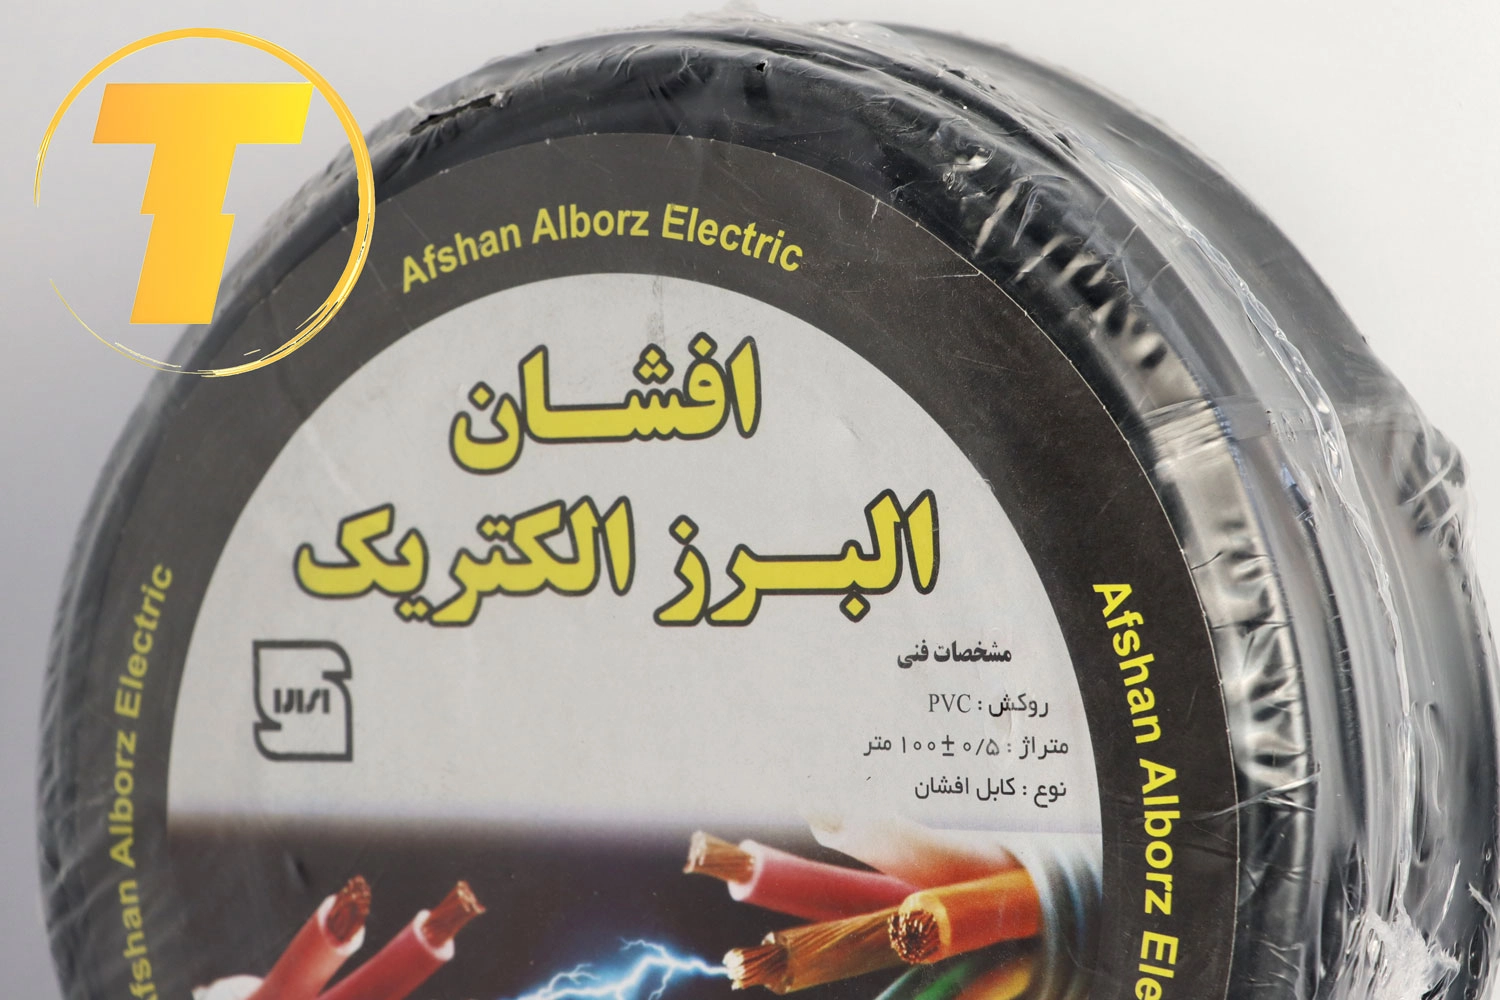 T
Afshan Alborz Electric
افشان
البرز الکتریک
مشخصات فنی
روکش : PVC
متراژ : ۱۰۰±۰/۵ متر
نوع : کابل افشان
Afshan Alborz Electric
Afshan Alborz Ele